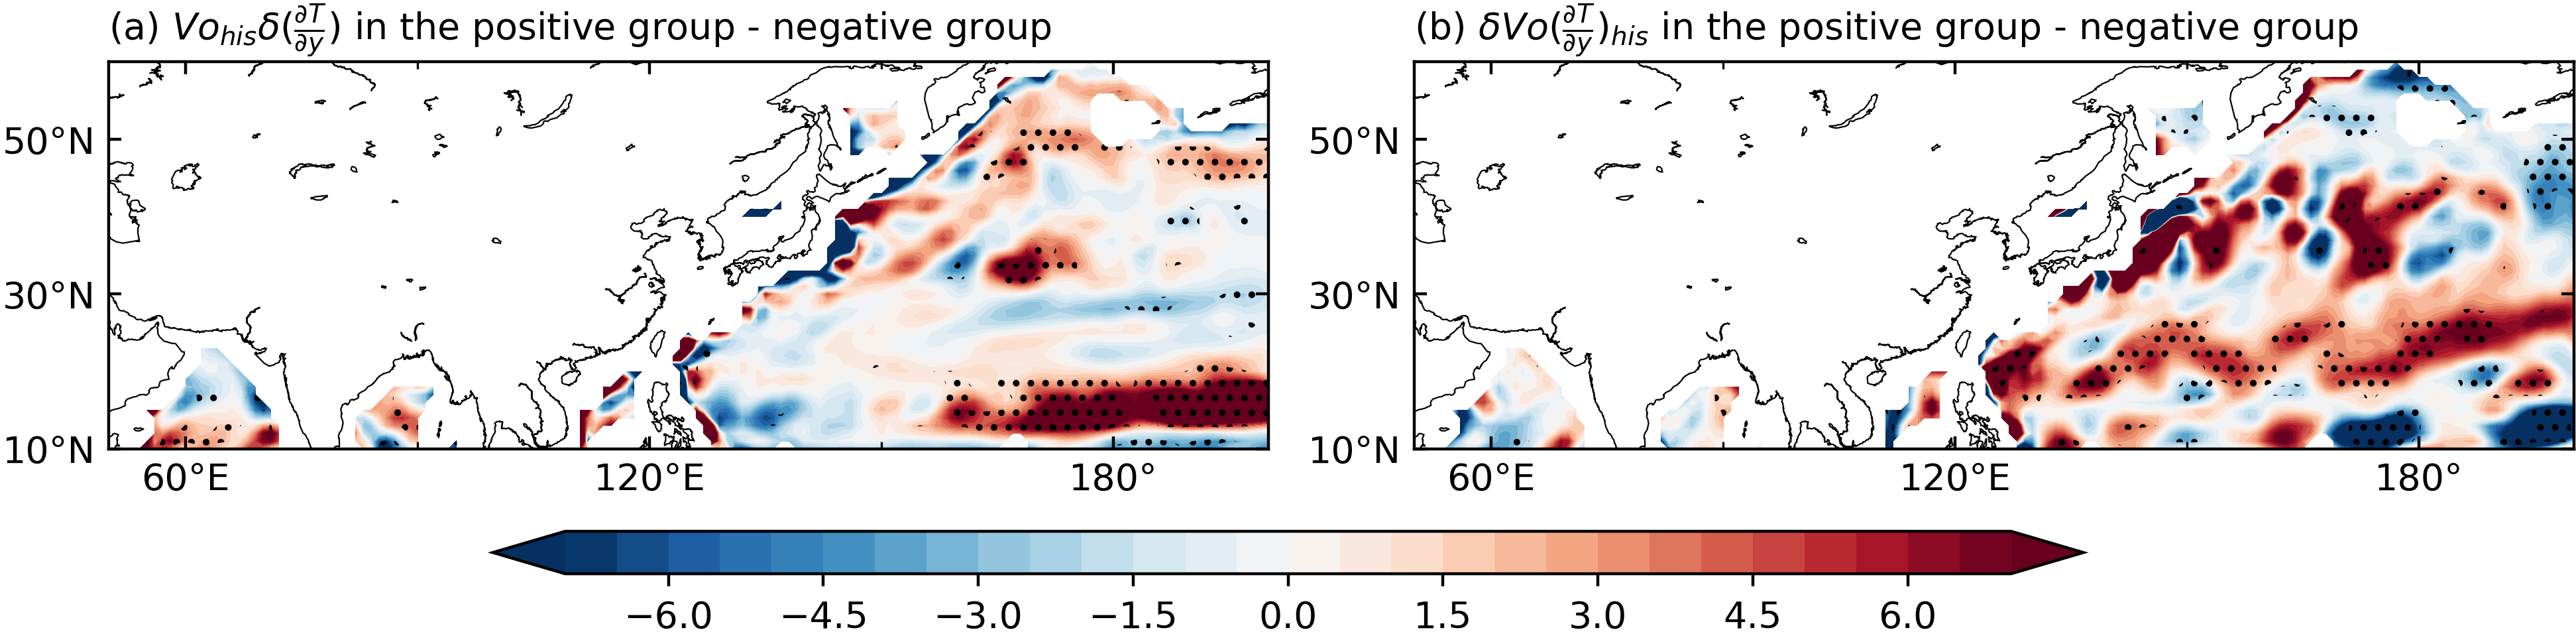 (a) Vo_his δ(∂T/∂y) in the positive group - negative group
(b) δVo(∂T/∂y)_his in the positive group - negative group
50°N
30°N
10°N
60°E 120°E 180°
50°N
30°N
10°N
60°E 120°E 180°
−6.0 −4.5 −3.0 −1.5 0.0 1.5 3.0 4.5 6.0